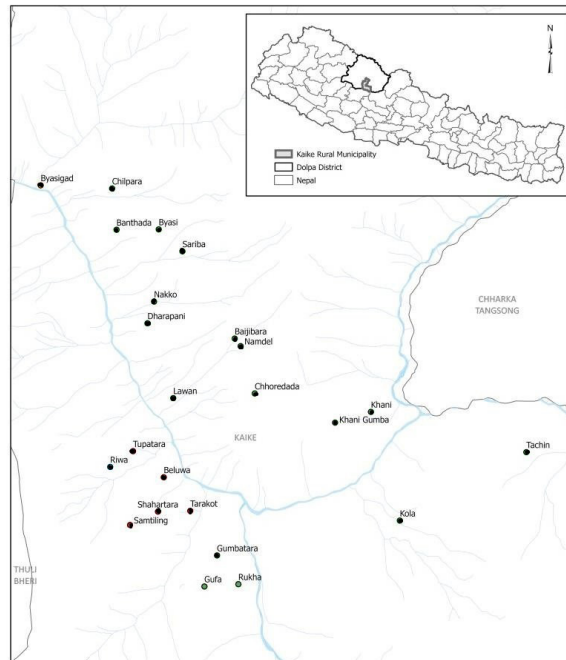 N
Kaike Rural Municipality
Dolpa District
Nepal
Byasigad
Chilpara
Banthada
Byasi
Sariba
Nakko
Dharapani
CHHARKA
TANGSONG
Baijibara
Namdel
Chhoredada
Lawan
Khani
Khani Gumba
KAIKE
Tupatara
Tachin
Riwa
Beluwa
Shahartara
Tarakot
Samtiling
Kola
Gumbatara
THULI
BHERI
Gufa
Rukha